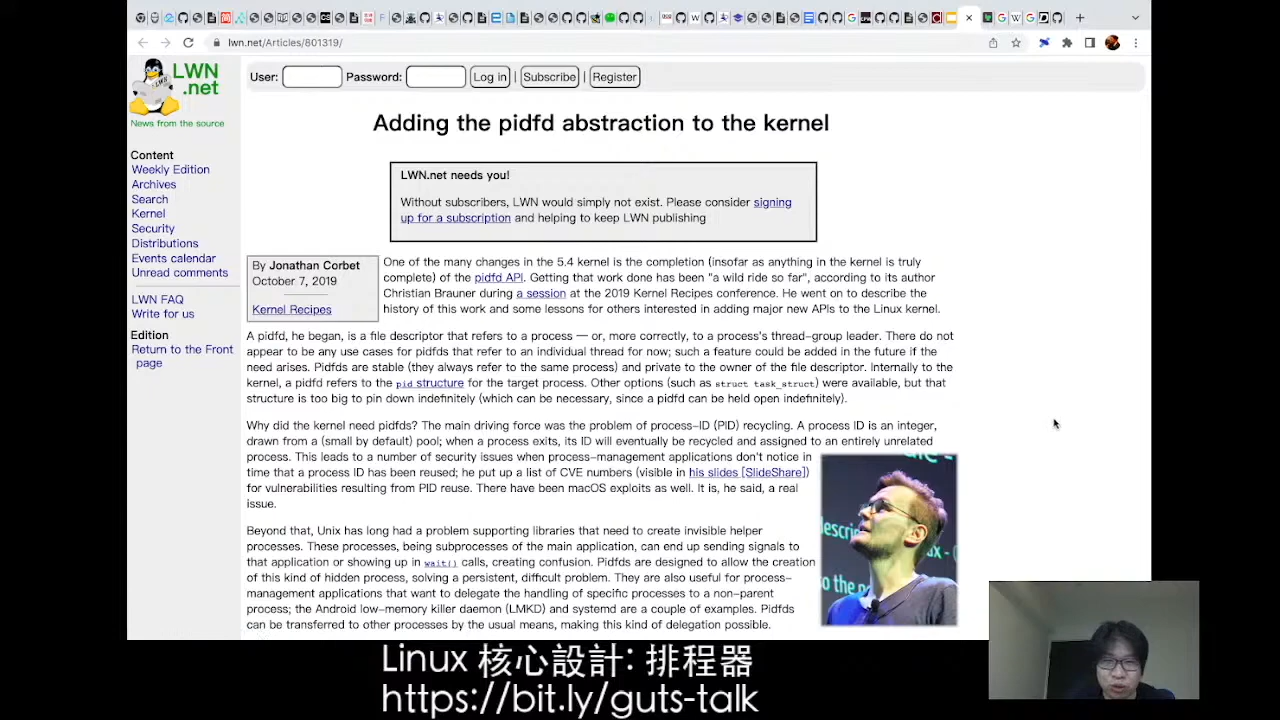 lwn.net/Articles/801319/
LWN
.net
News from the source
User: Password: Log in | Subscribe | Register
Content
Weekly Edition
Archives
Search
Kernel
Security
Distributions
Events calendar
Unread comments
LWN FAQ
Write for us
Edition
Return to the Front
page
Adding the pidfd abstraction to the kernel
LWN.net needs you!
Without subscribers, LWN would simply not exist. Please consider signing
up for a subscription and helping to keep LWN publishing
By Jonathan Corbet
October 7, 2019
Kernel Recipes
One of the many changes in the 5.4 kernel is the completion (insofar as anything in the kernel is truly
complete) of the pidfd API. Getting that work done has been "a wild ride so far", according to its author
Christian Brauner during a session at the 2019 Kernel Recipes conference. He went on to describe the
history of this work and some lessons for others interested in adding major new APIs to the Linux kernel.
A pidfd, he began, is a file descriptor that refers to a process — or, more correctly, to a process's thread-group leader. There do not
appear to be any use cases for pidfds that refer to an individual thread for now; such a feature could be added in the future if the
need arises. Pidfds are stable (they always refer to the same process) and private to the owner of the file descriptor. Internally to the
kernel, a pidfd refers to the pid structure for the target process. Other options (such as struct task_struct) were available, but that
structure is too big to pin down indefinitely (which can be necessary, since a pidfd can be held open indefinitely).
Why did the kernel need pidfds? The main driving force was the problem of process-ID (PID) recycling. A process ID is an integer,
drawn from a (small by default) pool; when a process exits, its ID will eventually be recycled and assigned to an entirely unrelated
process. This leads to a number of security issues when process-management applications don't notice in
time that a process ID has been reused; he put up a list of CVE numbers (visible in his slides [SlideShare])
for vulnerabilities resulting from PID reuse. There have been macOS exploits as well. It is, he said, a real
issue.
Beyond that, Unix has long had a problem supporting libraries that need to create invisible helper
processes. These processes, being subprocesses of the main application, can end up sending signals to
that application or showing up in wait() calls, creating confusion. Pidfds are designed to allow the creation
of this kind of hidden process, solving a persistent, difficult problem. They are also useful for process-
management applications that want to delegate the handling of specific processes to a non-parent
process; the Android low-memory killer daemon (LMKD) and systemd are a couple of examples. Pidfds
can be transferred to other processes by the usual means, making this kind of delegation possible.
Linux 核心設計: 排程器
https://bit.ly/guts-talk